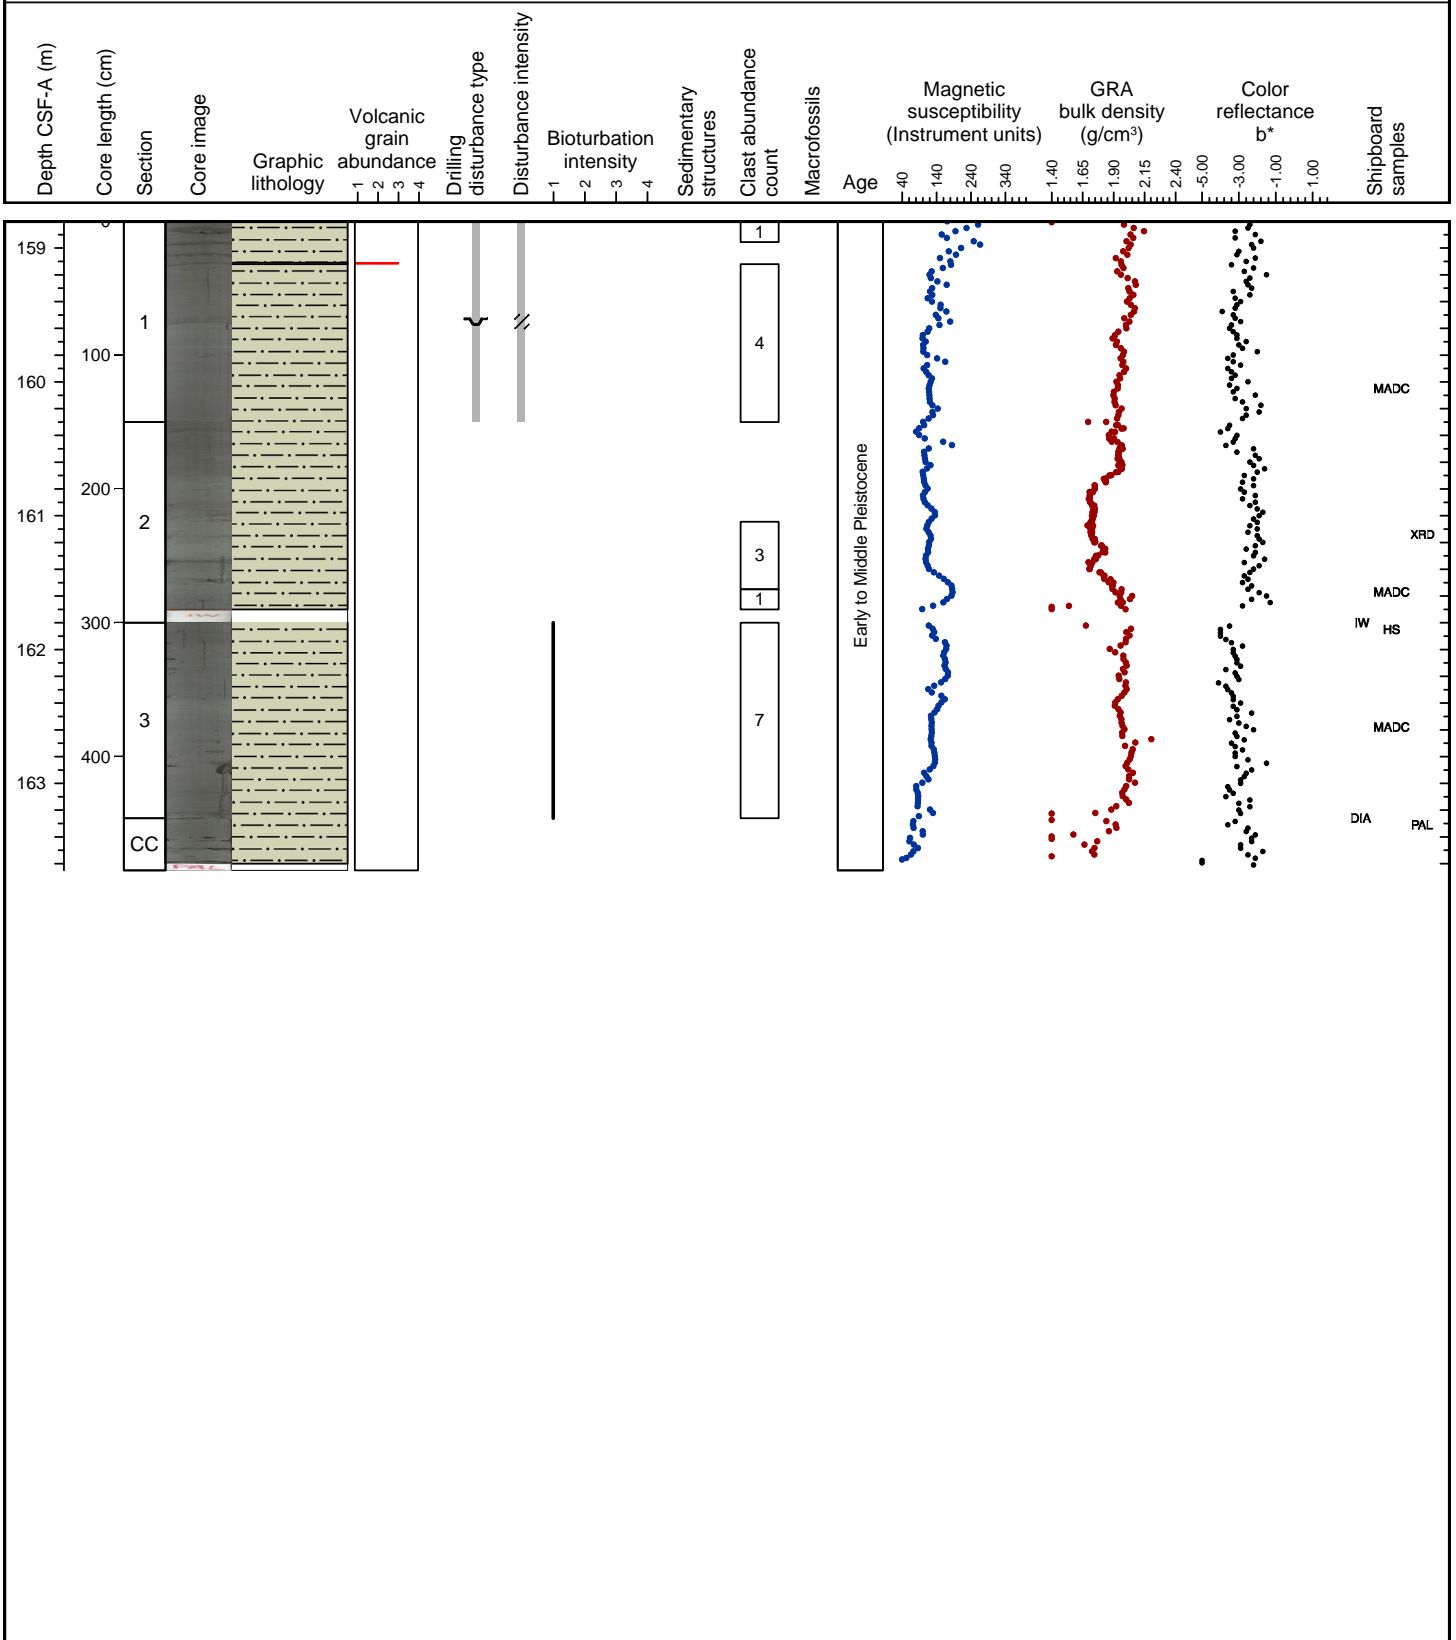 Depth CSF-A (m)
Core length (cm)
Section
Core image
Graphic
lithology
Volcanic
grain
abundance
1 2 3 4
Drilling
disturbance type
Disturbance intensity
Bioturbation
intensity
1 2 3 4
Sedimentary
structures
Clast abundance
count
Macrofossils
Age
Magnetic
susceptibility
(Instrument units)
40 140 240 340
GRA
bulk density
(g/cm³)
1.40 1.65 1.90 2.15 2.40
Color
reflectance
b*
-5.00 -3.00 -1.00 1.00
Shipboard
samples
159
160
161
162
163
0
100
200
300
400
1
2
3
CC
1
4
3
1
7
Early to Middle Pleistocene
MADC
XRD
MADC
IW HS
MADC
DIA PAL